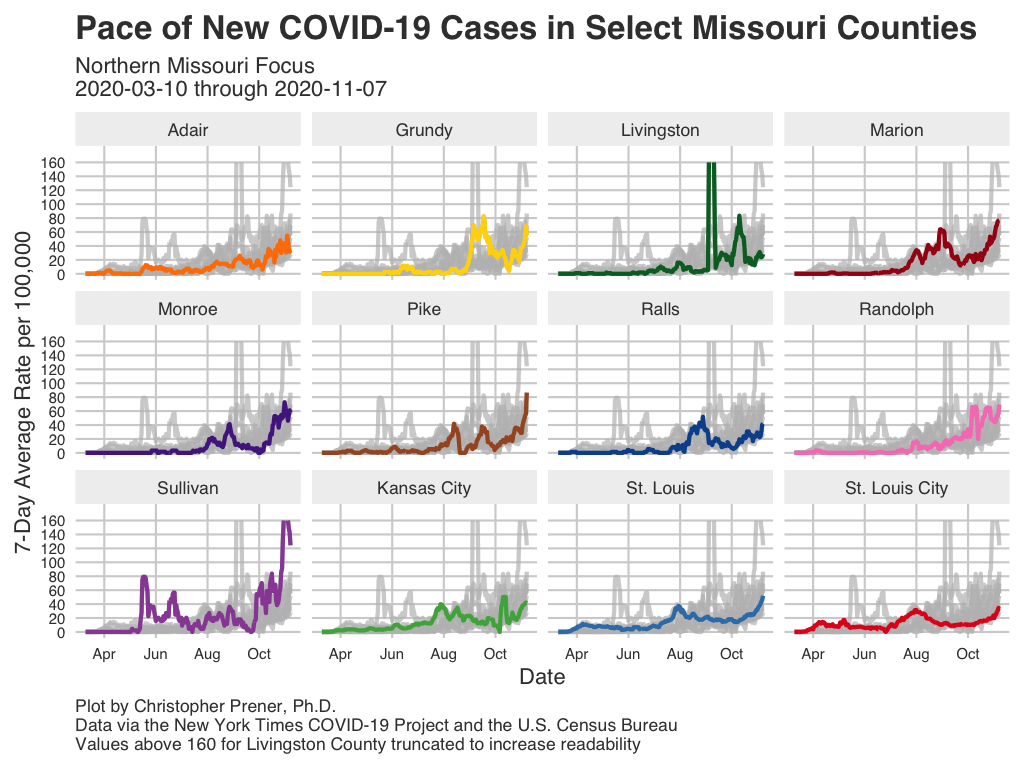 Pace of New COVID-19 Cases in Select Missouri Counties
Northern Missouri Focus
2020-03-10 through 2020-11-07
Adair Grundy Livingston Marion
160
140
120
100
80
60
40
20
0
Monroe Pike Ralls Randolph
160
140
120
100
80
60
40
20
0
Sullivan Kansas City St. Louis St. Louis City
160
140
120
100
80
60
40
20
0
7-Day Average Rate per 100,000
Apr Jun Aug Oct Apr Jun Aug Oct Apr Jun Aug Oct Apr Jun Aug Oct
Date
Plot by Christopher Prener, Ph.D.
Data via the New York Times COVID-19 Project and the U.S. Census Bureau
Values above 160 for Livingston County truncated to increase readability